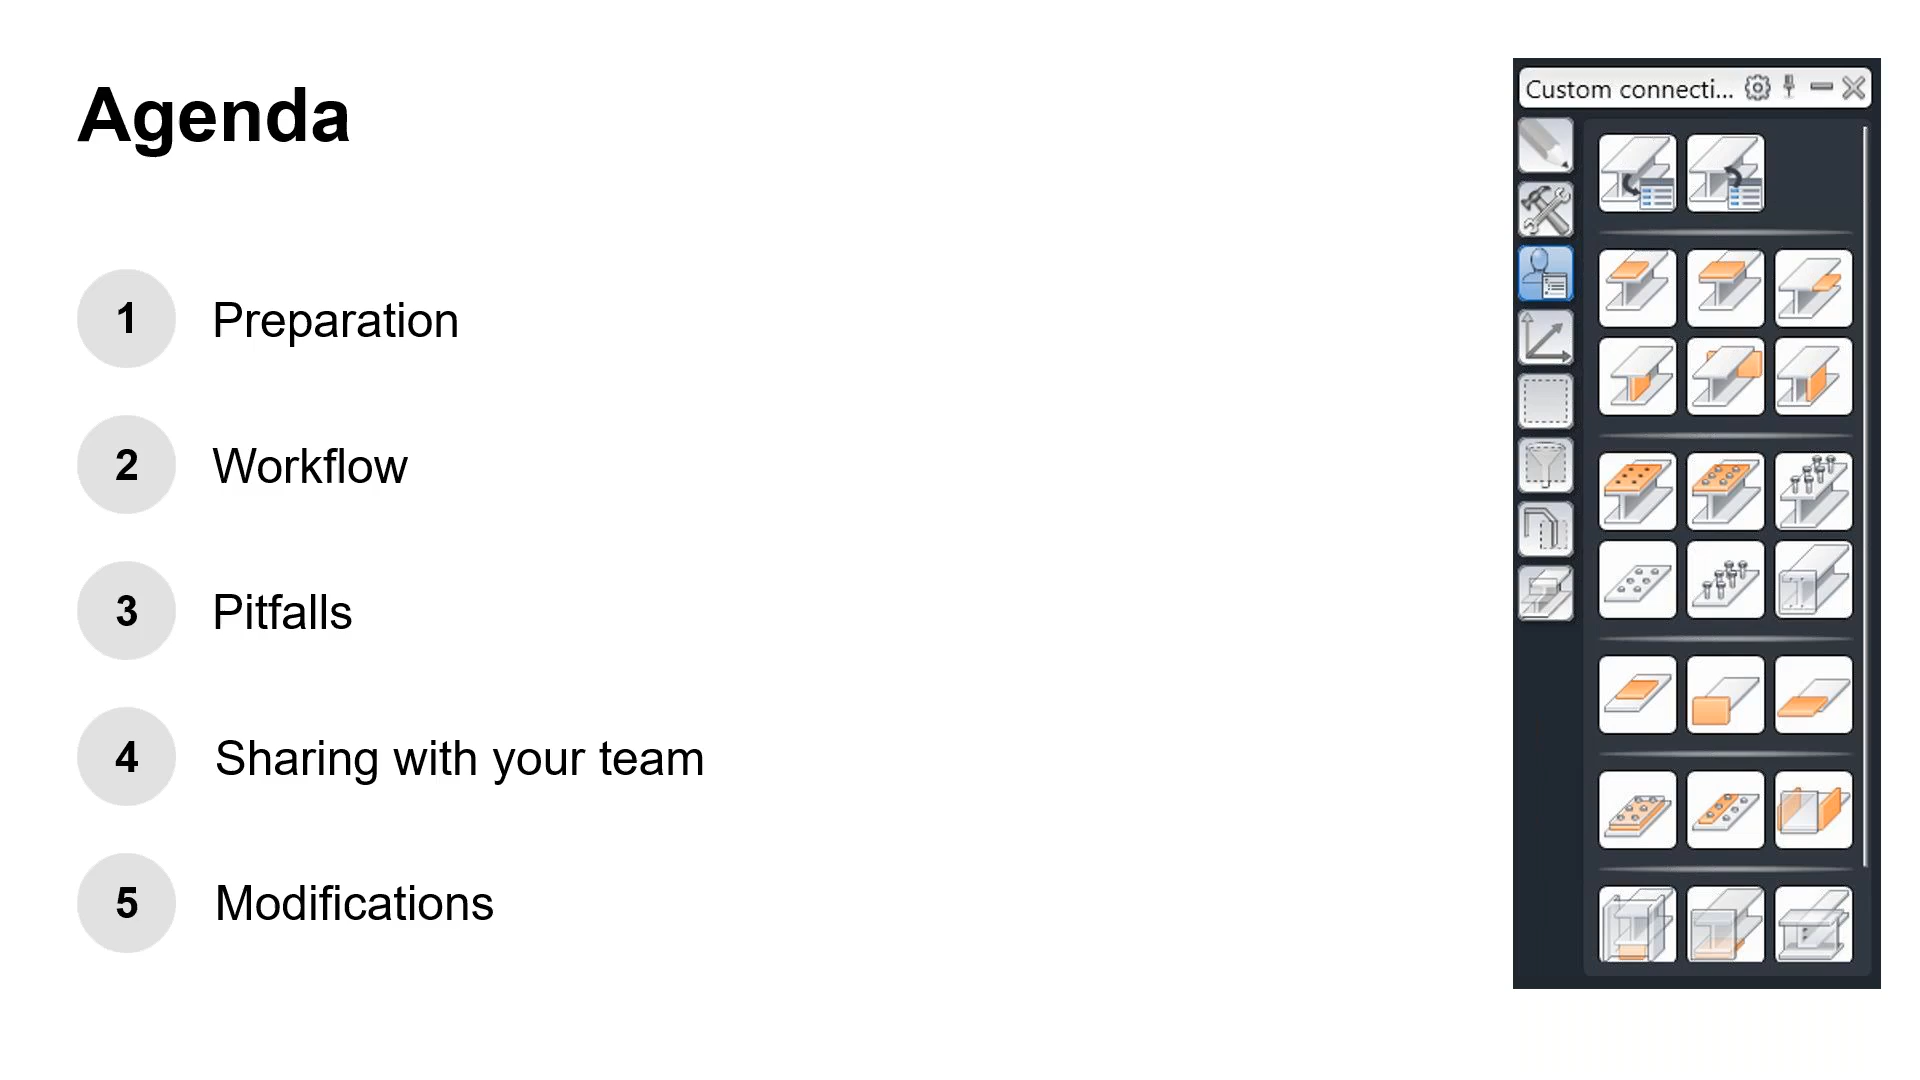 Agenda
1 Preparation
2 Workflow
3 Pitfalls
4 Sharing with your team
5 Modifications
Custom connecti...